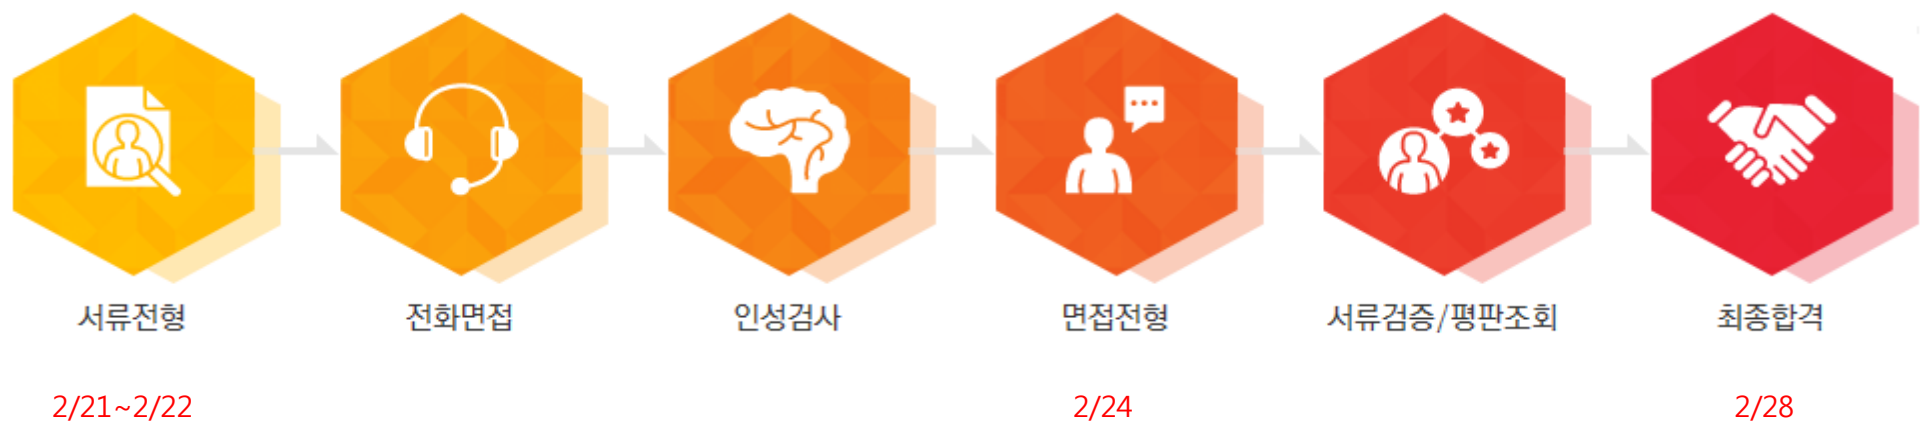 서류전형
전화면접
인성검사
면접전형
서류검증/평판조회
최종합격
2/21~2/22
2/24
2/28